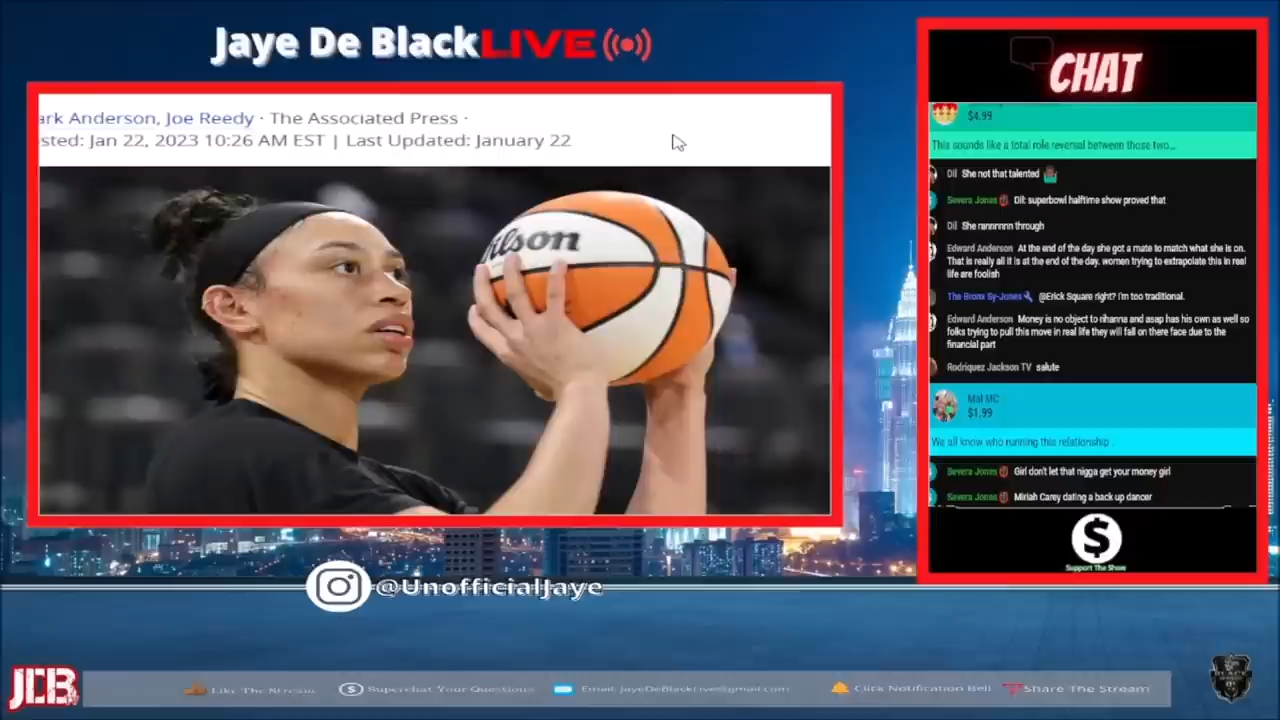 Jaye De BlackLIVE
ark Anderson, Joe Reedy · The Associated Press ·
sted: Jan 22, 2023 10:26 AM EST | Last Updated: January 22
ilson
@UnofficialJaye
CHAT
$4.99
This sounds like a total role reversal between those two...
Dil She not that talented
Severa Jones Dil: superbowl halftime show proved that
Dil She rannnnnn through
Edward Anderson At the end of the day she got a mate to match what she is on.
That is really all it is at the end of the day. women trying to extrapolate this in real
life are foolish
The Bronx Sy-Jones @Erick Square right? I'm too traditional.
Edward Anderson Money is no object to rihanna and asap has his own as well so
folks trying to pull this move in real life they will fall on there face due to the
financial part
Rodriquez Jackson TV salute
Mal MC
$1.99
We all know who running this relationship .
Severa Jones Girl don't let that nigga get your money girl
Severa Jones Miriah Carey dating a back up dancer
$
Support The Show
JDB
Like The Stream
$ Superchat Your Questions
Email: JayeDeBlackLive@gmail.com
Click Notification Bell
Share The Stream
BLACK